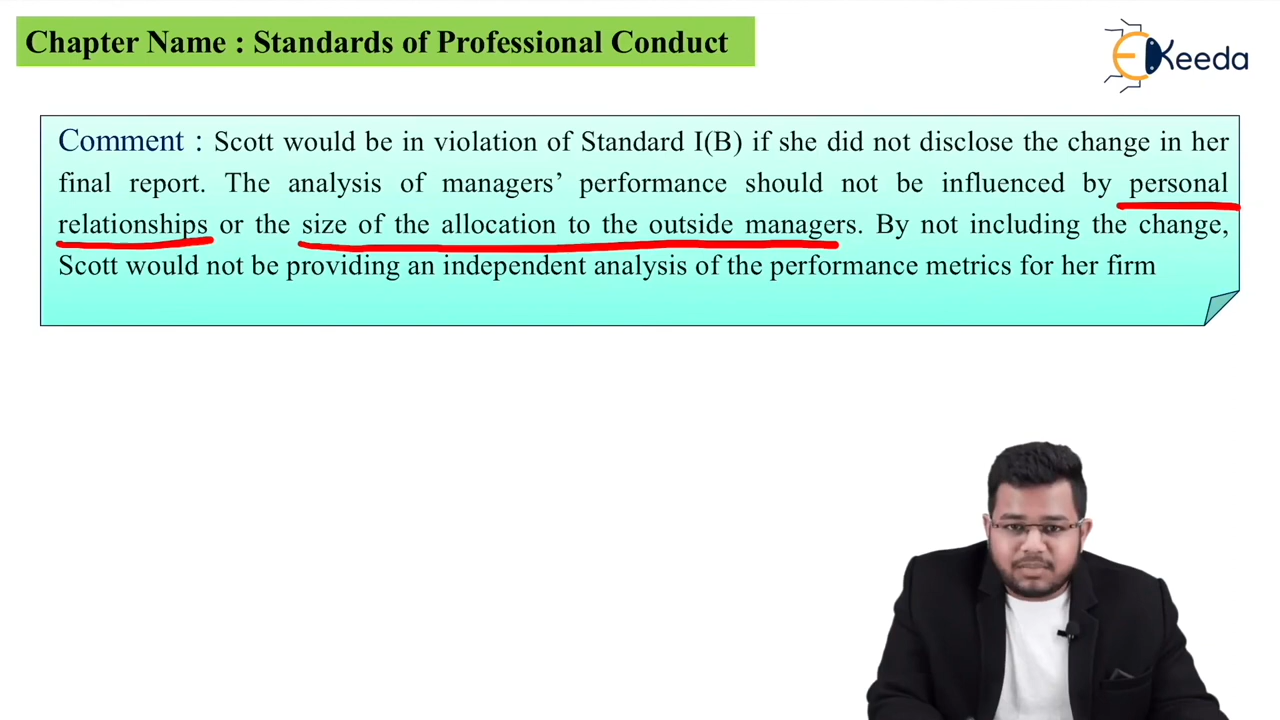 Chapter Name : Standards of Professional Conduct
EKeeda
Comment : Scott would be in violation of Standard I(B) if she did not disclose the change in her
final report. The analysis of managers’ performance should not be influenced by personal
relationships or the size of the allocation to the outside managers. By not including the change,
Scott would not be providing an independent analysis of the performance metrics for her firm